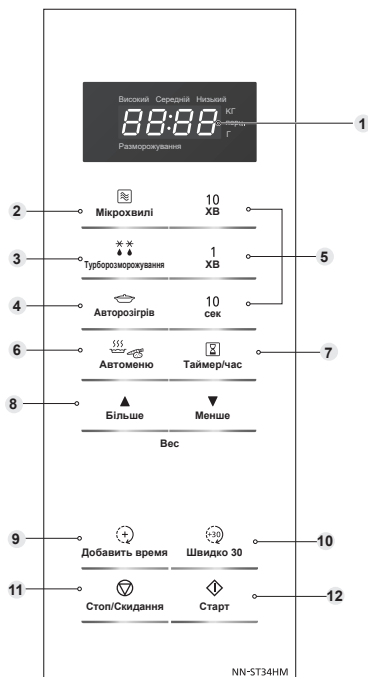 Високий Середній Низький
88:88
КГ
порц.
Г
Разморожування
1
2
Мікрохвилі
10
ХВ
3
Турборозморожування
1
ХВ
5
4
Авторозігрів
10
сек
6
Автоменю
Таймер/час
7
8
Більше
Менше
Вес
9
+
Добавить время
+30
Швидко 30
10
11
Стоп/Скидання
Старт
12
NN-ST34HM